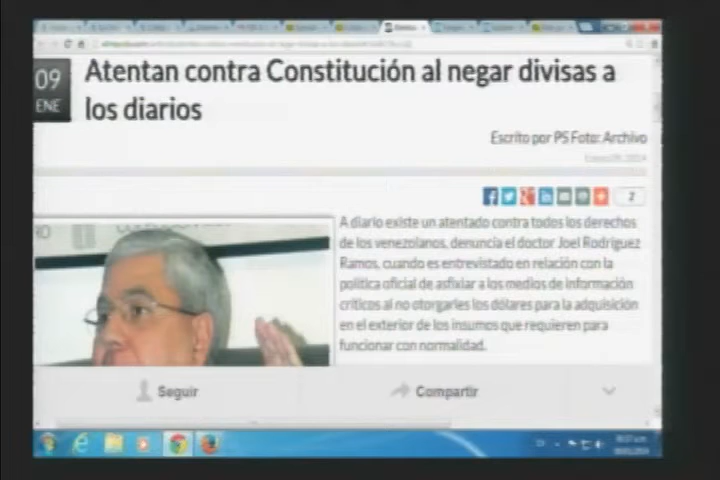 09
ENE
Atentan contra Constitución al negar divisas a
los diarios
Escrito por PS Foto: Archivo
2
A diario existe un atentado contra todos los derechos
de los venezolanos, denuncia el doctor Joel Rodríguez
Ramos, cuando es entrevistado en relación con la
política oficial de asfixiar a los medios de información
críticos al no otorgarles los dólares para la adquisición
en el exterior de los insumos que requieren para
funcionar con normalidad.
Seguir
Compartir